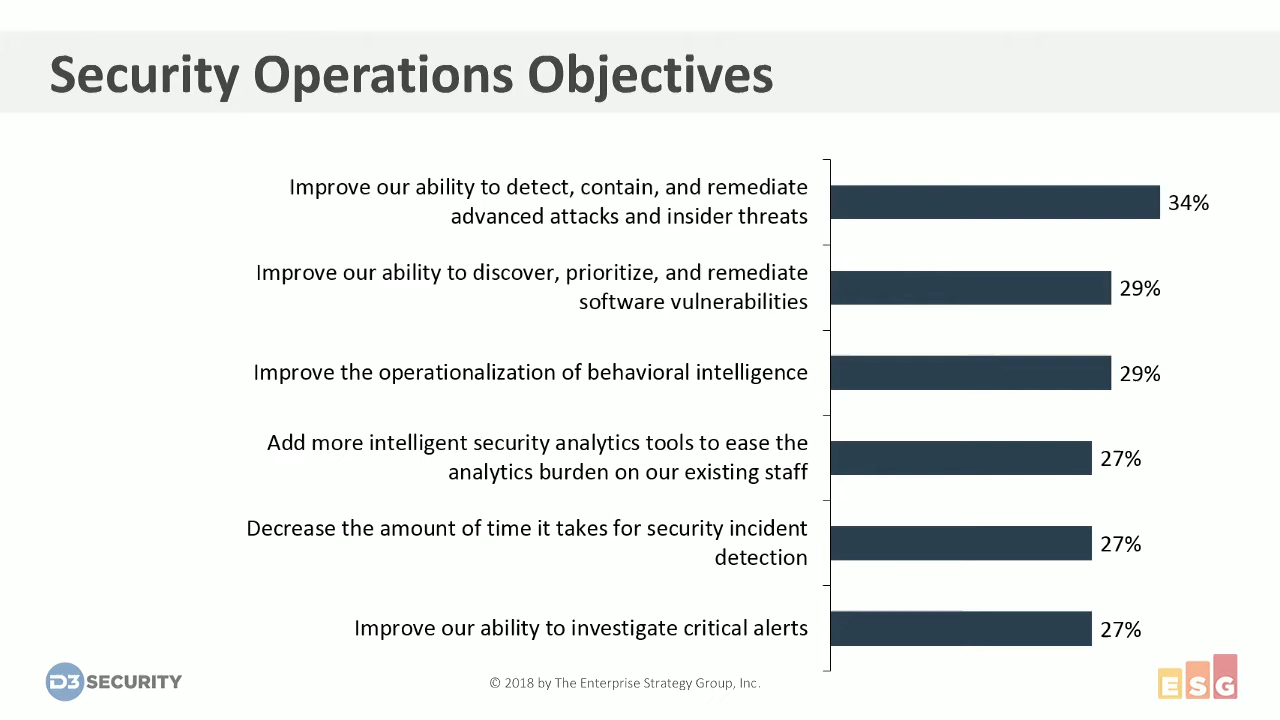 Security Operations Objectives
Improve our ability to detect, contain, and remediate
advanced attacks and insider threats
34%
Improve our ability to discover, prioritize, and remediate
software vulnerabilities
29%
Improve the operationalization of behavioral intelligence
29%
Add more intelligent security analytics tools to ease the
analytics burden on our existing staff
27%
Decrease the amount of time it takes for security incident
detection
27%
Improve our ability to investigate critical alerts
27%
D3 SECURITY
© 2018 by The Enterprise Strategy Group, Inc.
ESG